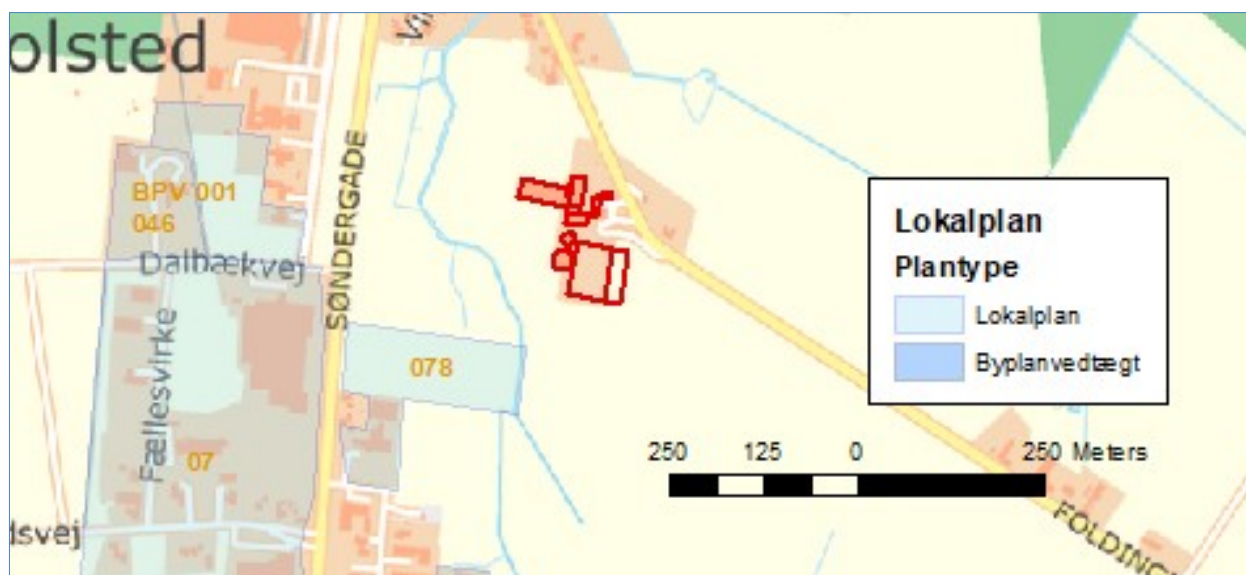 olsted
BPV 001
046
Dalbækvej
SØNDERGADE
Fællesvirke
07
078
dsvej
Lokalplan
Plantype
Lokalplan
Byplanvedtægt
250 125 0 250 Meters
FOLDING